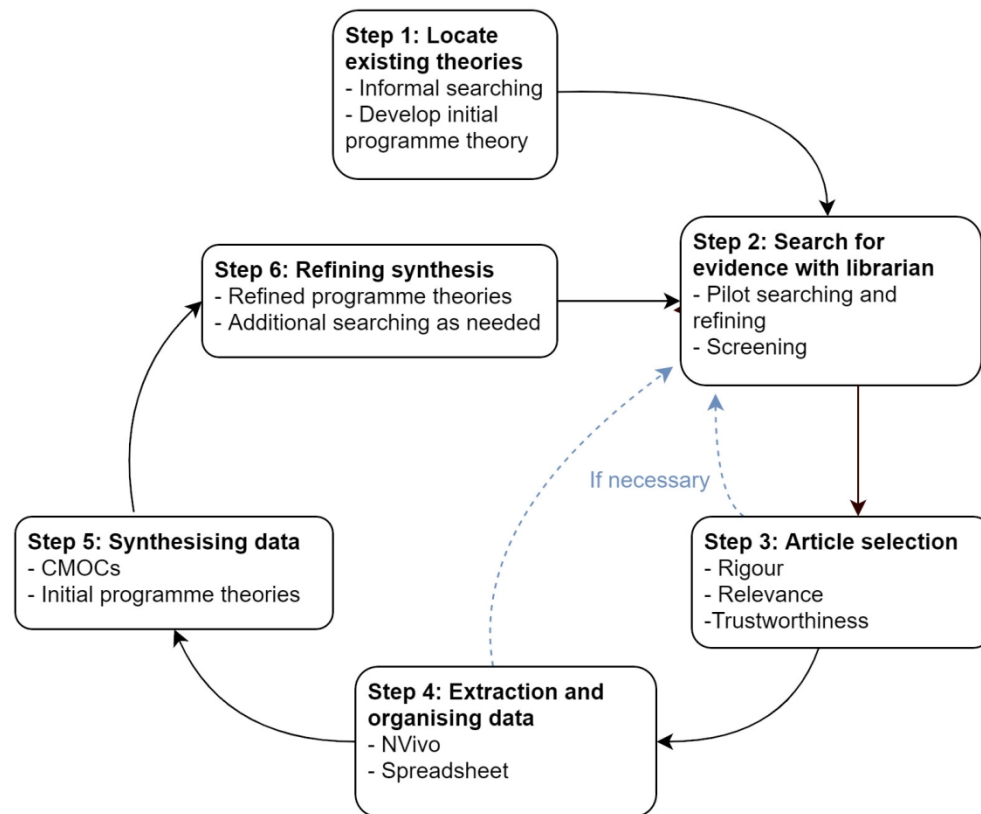 Step 1: Locate
existing theories
- Informal searching
- Develop initial
programme theory
Step 2: Search for
evidence with librarian
- Pilot searching and
refining
- Screening
Step 6: Refining synthesis
- Refined programme theories
- Additional searching as needed
If necessary
Step 3: Article selection
- Rigour
- Relevance
-Trustworthiness
Step 5: Synthesising data
- CMOCs
- Initial programme theories
Step 4: Extraction and
organising data
- NVivo
- Spreadsheet